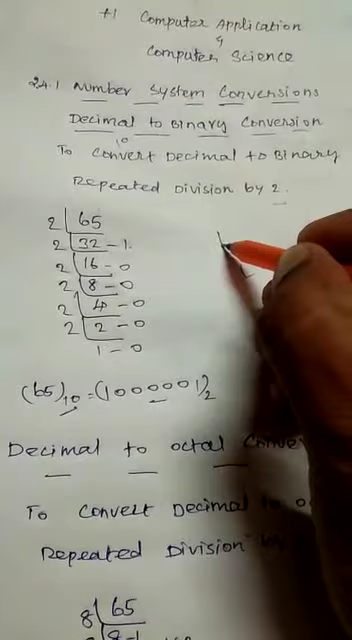 +1 Computer Application
&
Computer Science
2.4.1 Number System Conversions
Decimal to Binary Conversion
To Convert Decimal to Binary
Repeated Division by 2.
2 65
2 32 - 1
2 16 - 0
2 8 - 0
2 4 - 0
2 2 - 0
1 - 0
(65)10 = (1000001)2
Decimal to octal
To Convert Decimal
Repeated Division
8 65
8 - 1